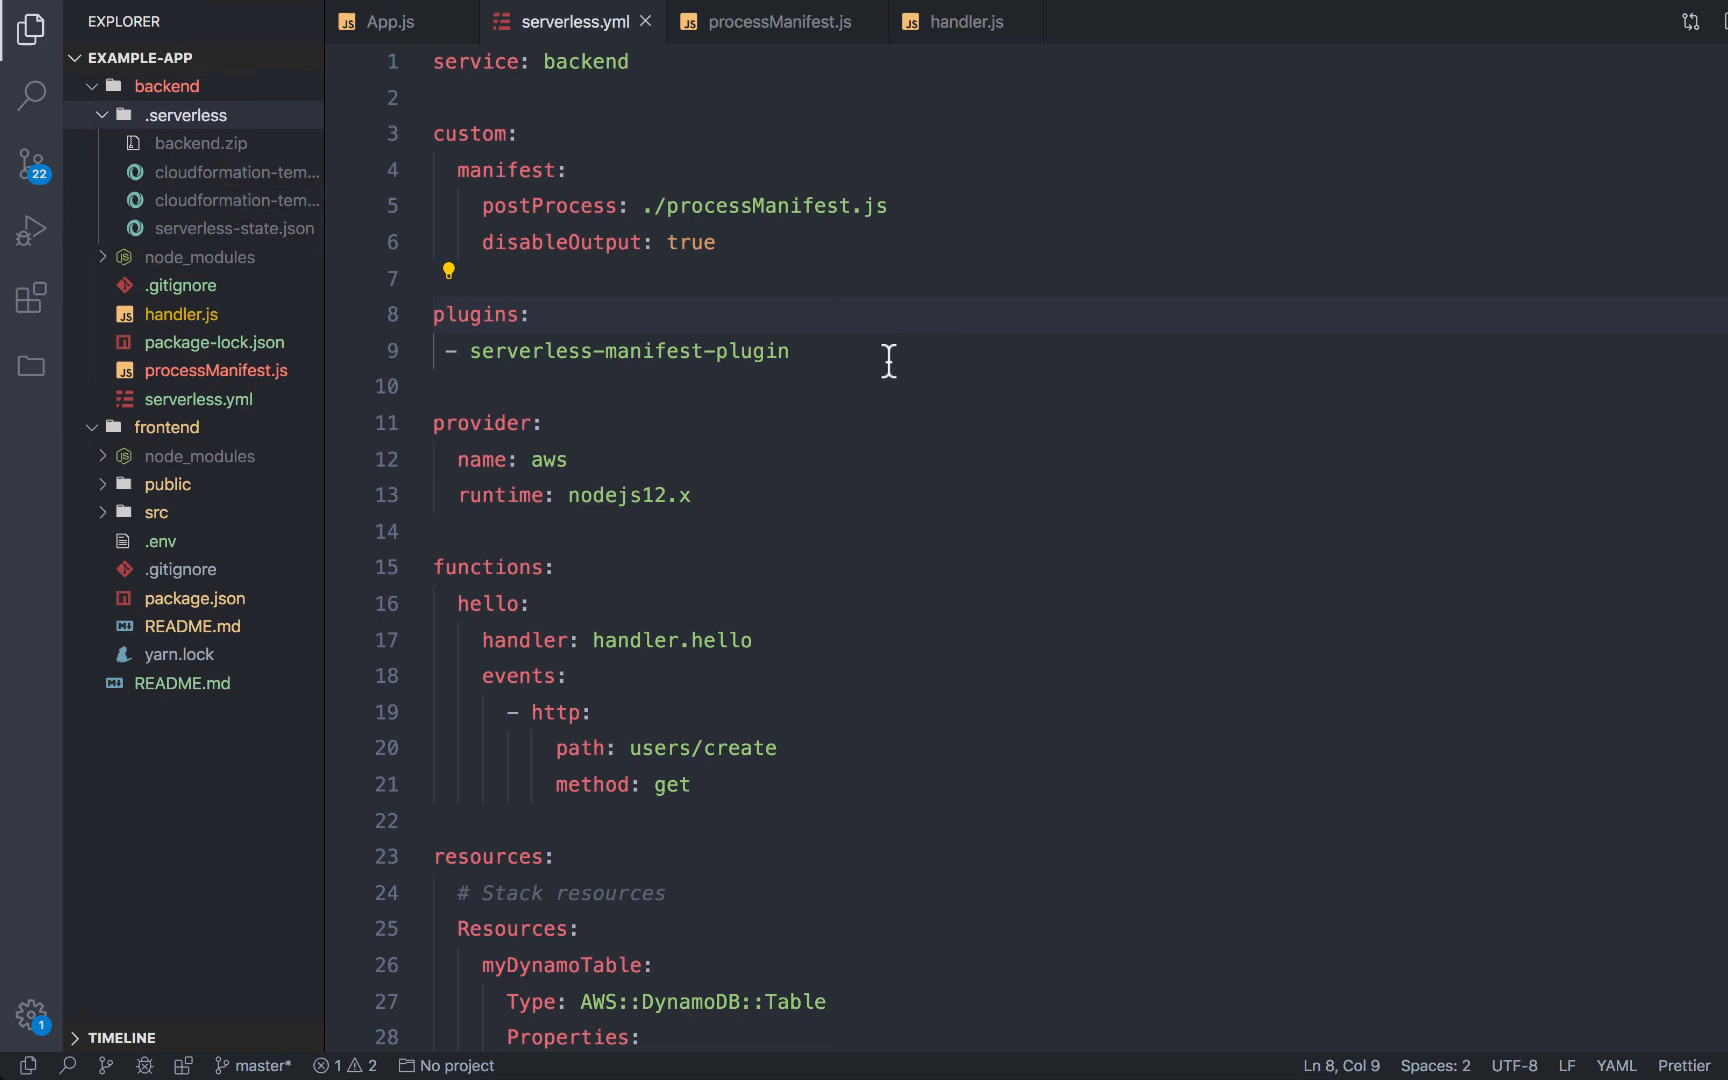 EXPLORER
EXAMPLE-APP
backend
.serverless
backend.zip
cloudformation-tem...
cloudformation-tem...
serverless-state.json
node_modules
.gitignore
handler.js
package-lock.json
processManifest.js
serverless.yml
frontend
node_modules
public
src
.env
.gitignore
package.json
README.md
yarn.lock
README.md
TIMELINE
22
1
App.js
serverless.yml
processManifest.js
handler.js
1 service: backend
2
3 custom:
4 manifest:
5 postProcess: ./processManifest.js
6 disableOutput: true
7
8 plugins:
9 - serverless-manifest-plugin
10
11 provider:
12 name: aws
13 runtime: nodejs12.x
14
15 functions:
16 hello:
17 handler: handler.hello
18 events:
19 - http:
20 path: users/create
21 method: get
22
23 resources:
24 # Stack resources
25 Resources:
26 myDynamoTable:
27 Type: AWS::DynamoDB::Table
28 Properties:
master* 1 2 No project Ln 8, Col 9 Spaces: 2 UTF-8 LF YAML Prettier